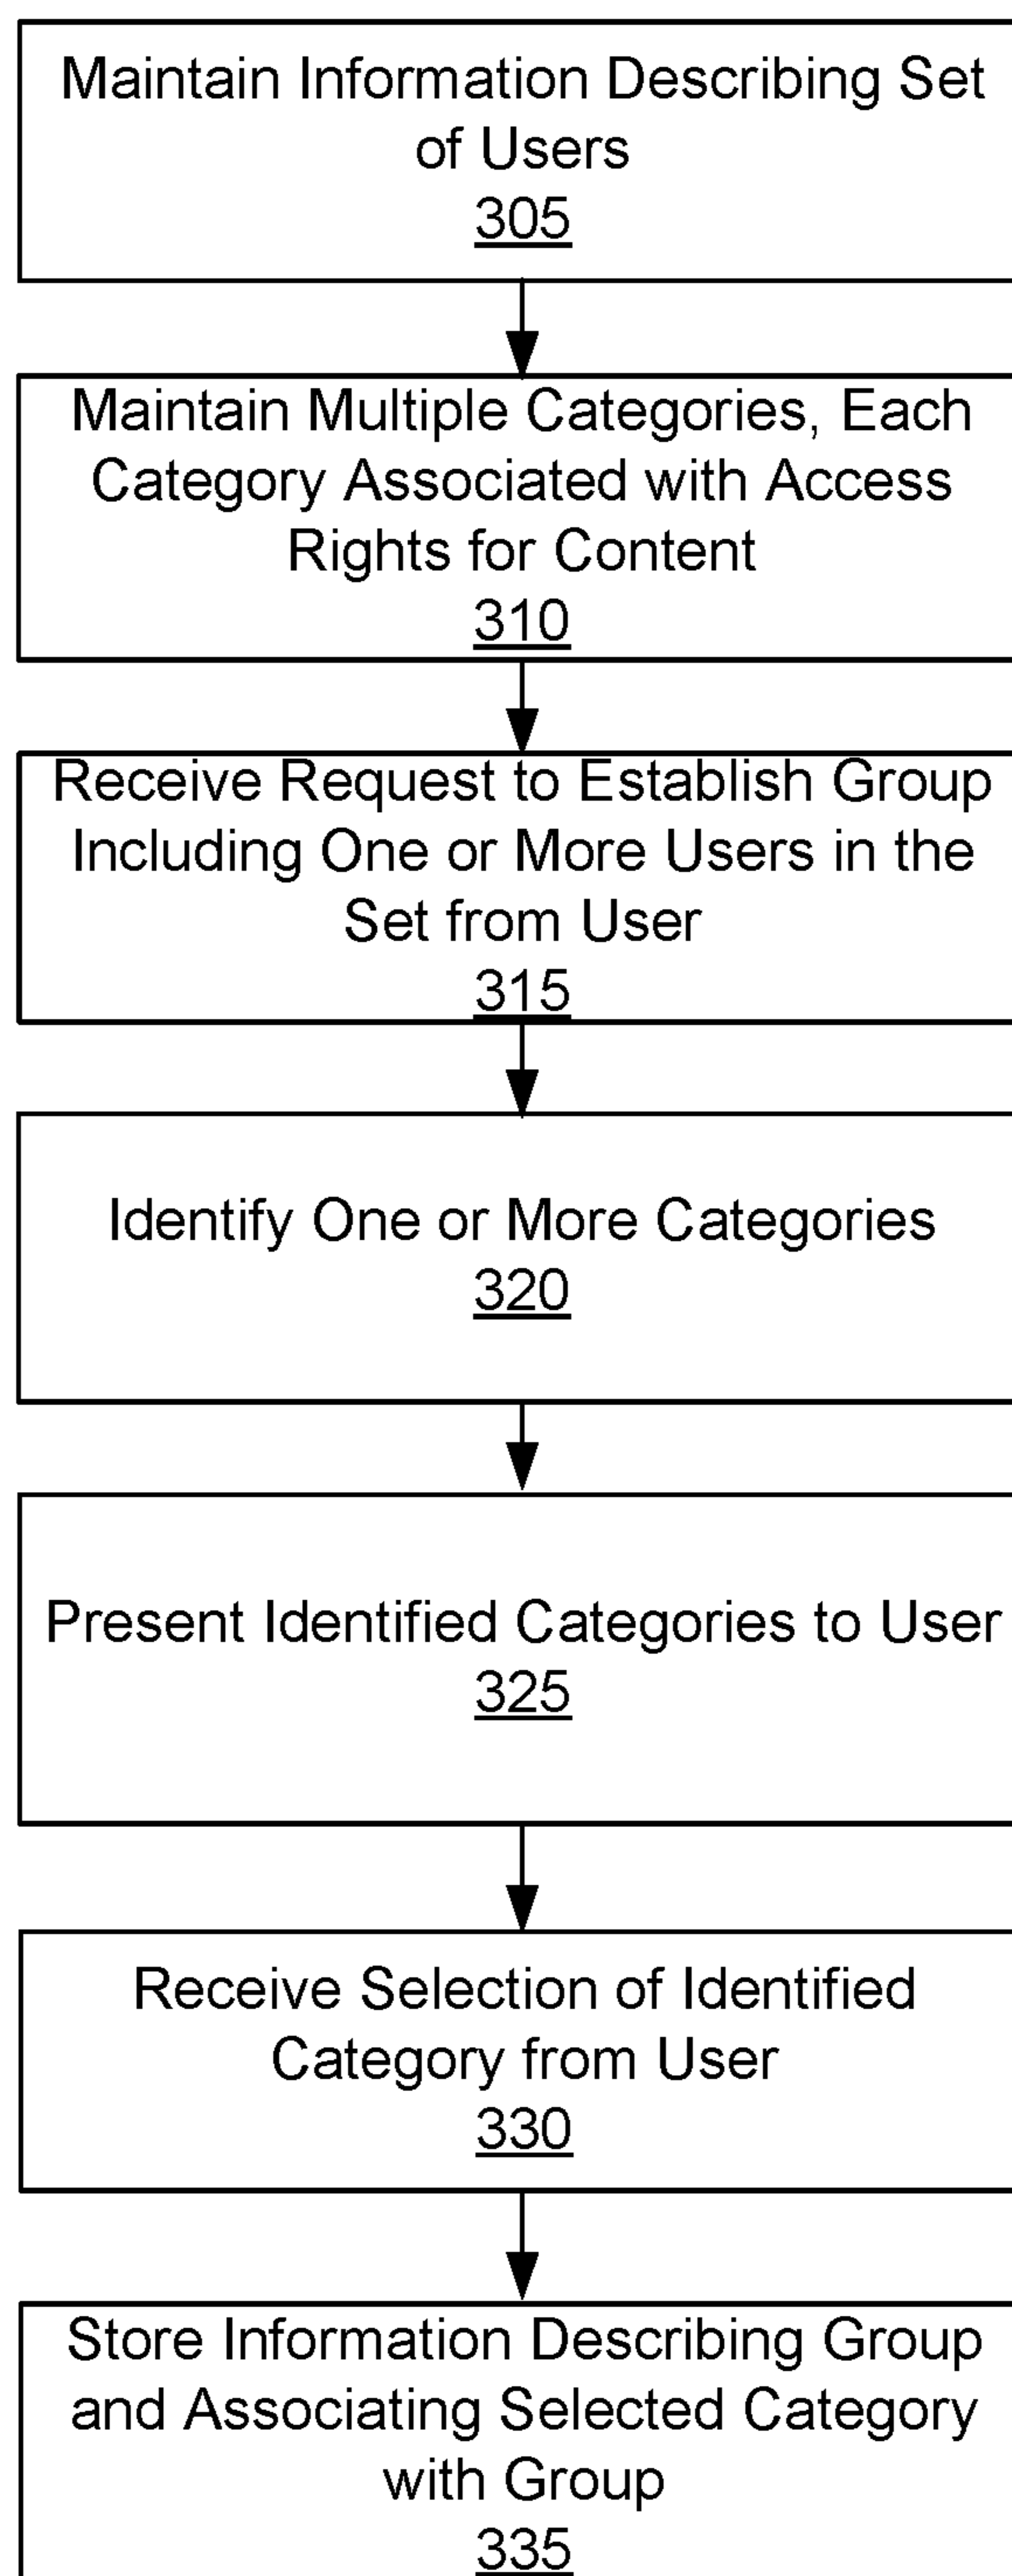 Maintain Information Describing Set
of Users
305
Maintain Multiple Categories, Each
Category Associated with Access
Rights for Content
310
Receive Request to Establish Group
Including One or More Users in the
Set from User
315
Identify One or More Categories
320
Present Identified Categories to User
325
Receive Selection of Identified
Category from User
330
Store Information Describing Group
and Associating Selected Category
with Group
335